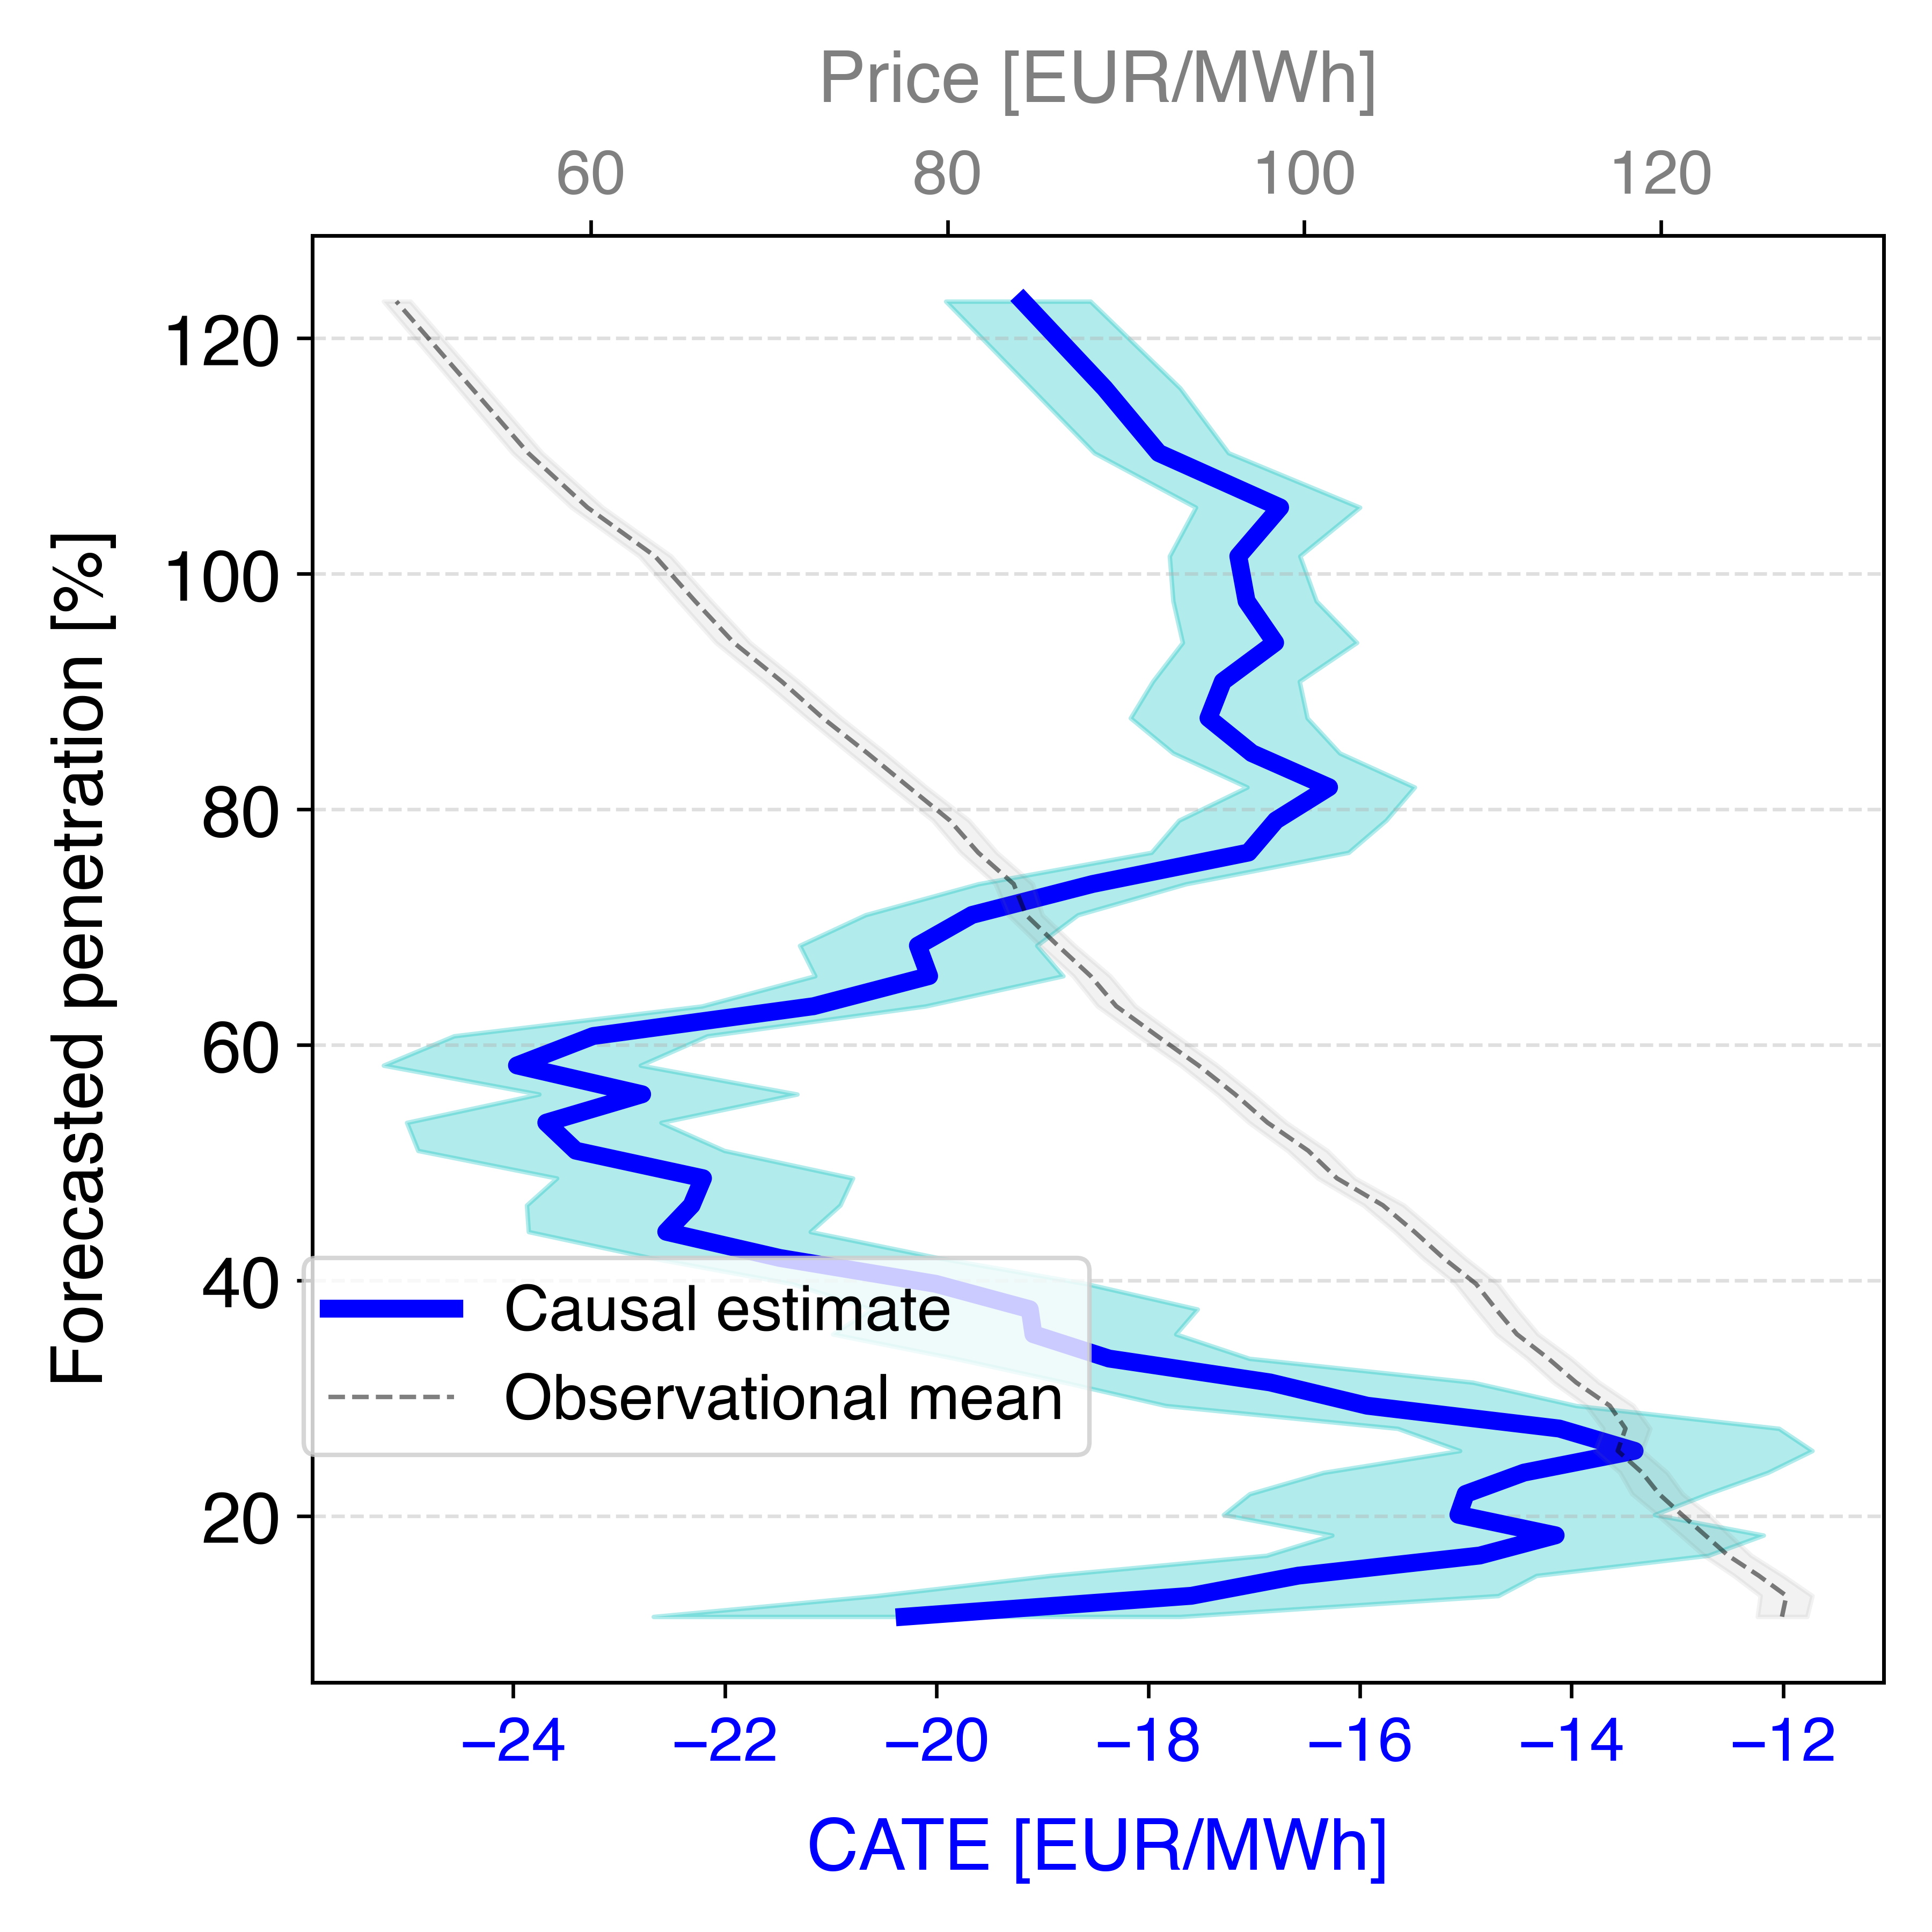 Price [EUR/MWh]
60 80 100 120
Forecasted penetration [%]
120
100
80
60
40
20
Causal estimate
Observational mean
−24 −22 −20 −18 −16 −14 −12
CATE [EUR/MWh]